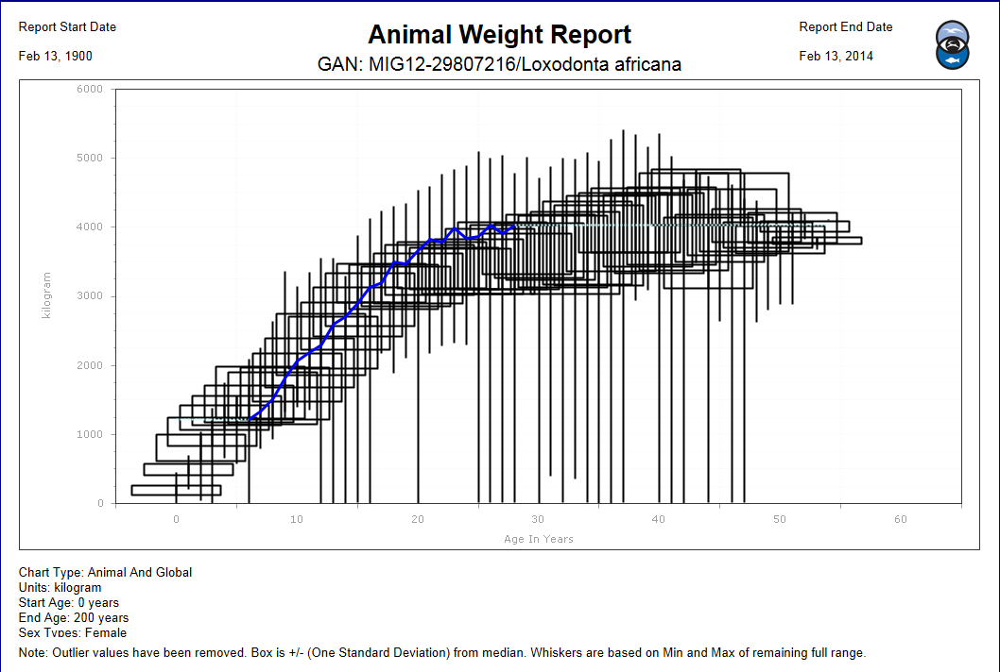 Report Start Date
Feb 13, 1900
Animal Weight Report
GAN: MIG12-29807216/Loxodonta africana
Report End Date
Feb 13, 2014
6000
5000
4000
3000
2000
1000
0
kilogram
0 10 20 30 40 50 60
Age In Years
Chart Type: Animal And Global
Units: kilogram
Start Age: 0 years
End Age: 200 years
Sex Types: Female
Note: Outlier values have been removed. Box is +/- (One Standard Deviation) from median. Whiskers are based on Min and Max of remaining full range.